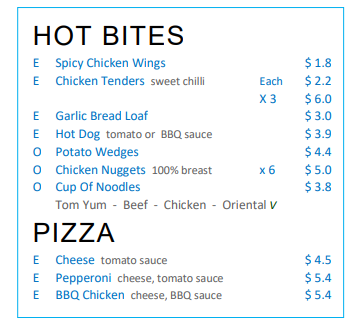 HOT BITES
E Spicy Chicken Wings $ 1.8
E Chicken Tenders sweet chilli Each $ 2.2
X 3 $ 6.0
E Garlic Bread Loaf $ 3.0
E Hot Dog tomato or BBQ sauce $ 3.9
O Potato Wedges $ 4.4
O Chicken Nuggets 100% breast x 6 $ 5.0
O Cup Of Noodles $ 3.8
Tom Yum - Beef - Chicken - Oriental V
PIZZA
E Cheese tomato sauce $ 4.5
E Pepperoni cheese, tomato sauce $ 5.4
E BBQ Chicken cheese, BBQ sauce $ 5.4